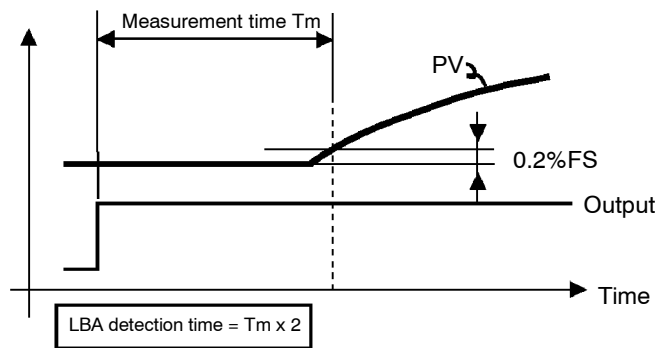 Measurement time Tm
PV
0.2%FS
Output
Time
LBA detection time = Tm x 2